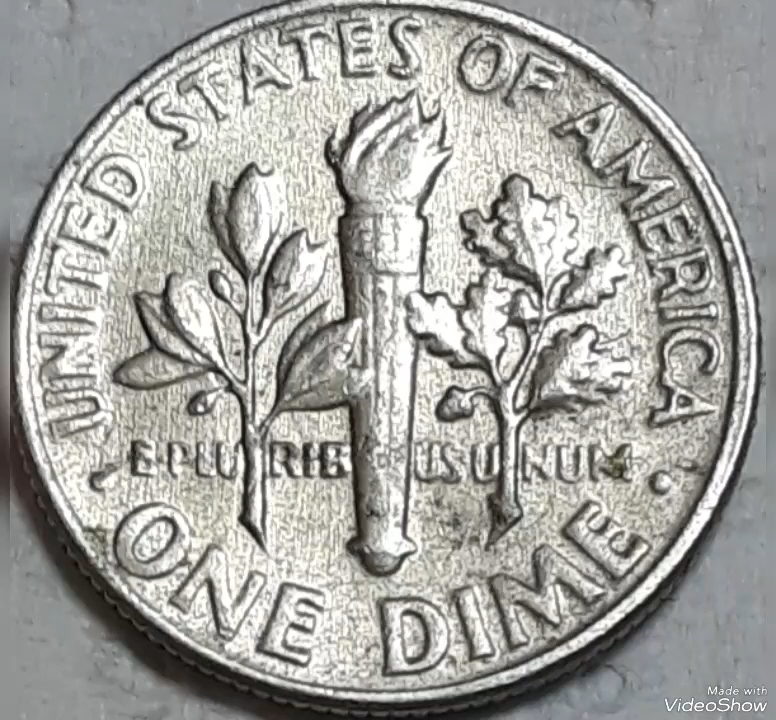 UNITED STATES OF AMERICA
E PLURIBUS UNUM
ONE DIME
Made with
VideoShow